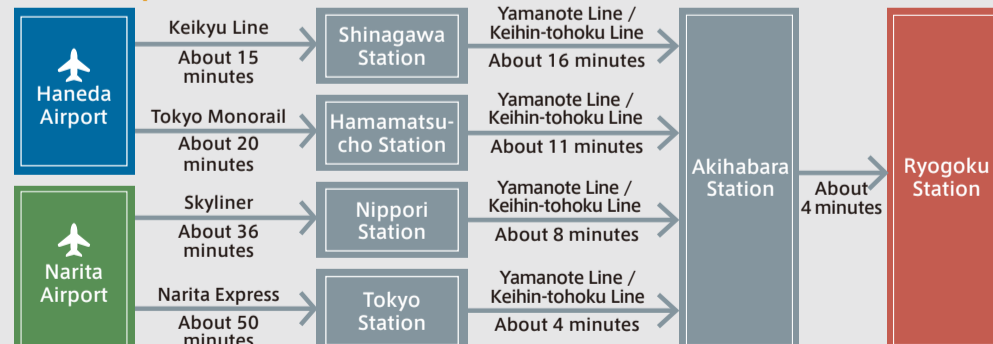 Haneda
Airport
Keikyu Line
About 15
minutes
Shinagawa
Station
Yamanote Line /
Keihin-tohoku Line
About 16 minutes
Tokyo Monorail
About 20
minutes
Hamamatsu-
cho Station
Yamanote Line /
Keihin-tohoku Line
About 11 minutes
Narita
Airport
Skyliner
About 36
minutes
Nippori
Station
Yamanote Line /
Keihin-tohoku Line
About 8 minutes
Narita Express
About 50
minutes
Tokyo
Station
Yamanote Line /
Keihin-tohoku Line
About 4 minutes
Akihabara
Station
About
4 minutes
Ryogoku
Station